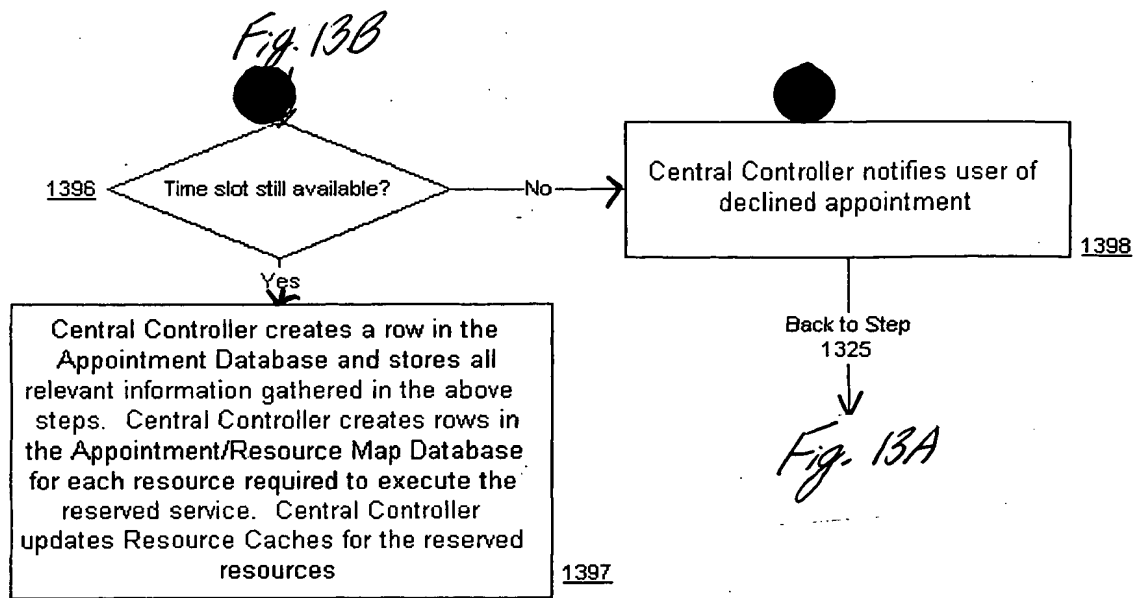 Fig. 13B
1396
Time slot still available?
No
Central Controller notifies user of
declined appointment
1398
Yes
Back to Step
1325
Fig. 13A
Central Controller creates a row in the
Appointment Database and stores all
relevant information gathered in the above
steps. Central Controller creates rows in
the Appointment/Resource Map Database
for each resource required to execute the
reserved service. Central Controller
updates Resource Caches for the reserved
resources
1397